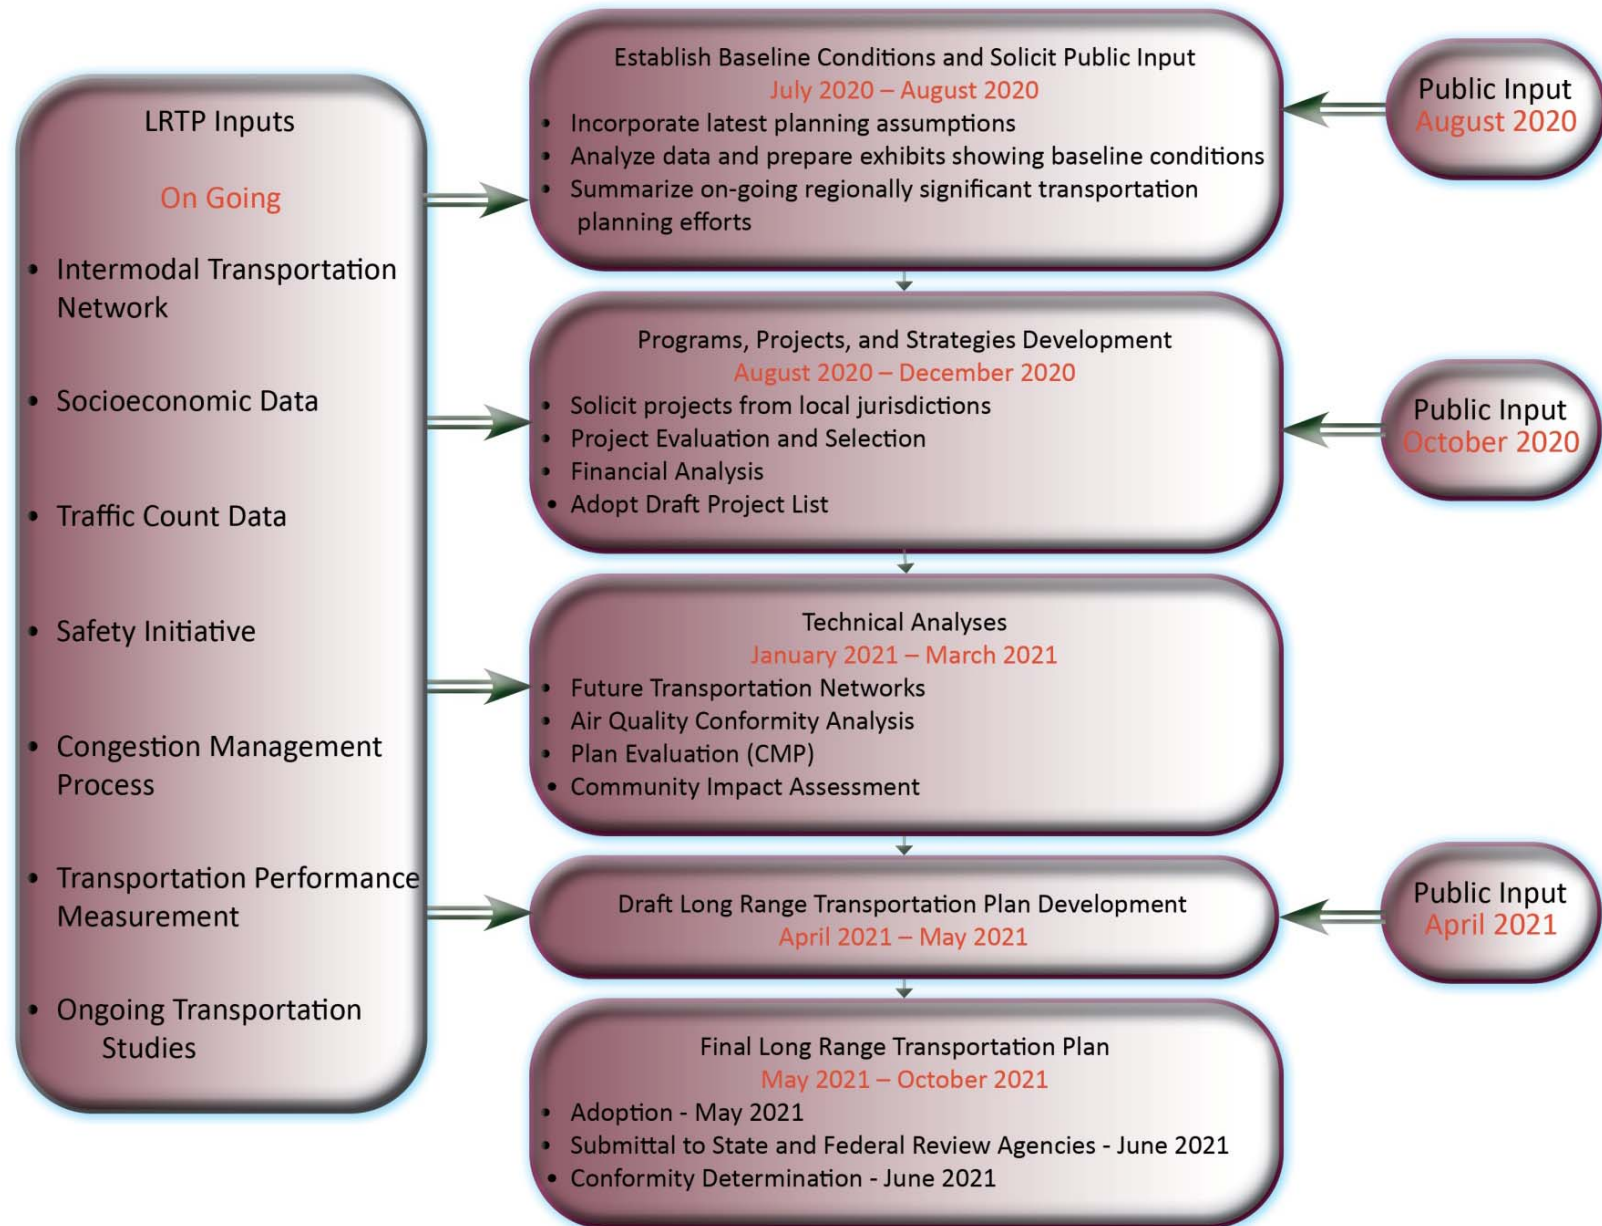 LRTP Inputs
On Going
• Intermodal Transportation
Network
• Socioeconomic Data
• Traffic Count Data
• Safety Initiative
• Congestion Management
Process
• Transportation Performance
Measurement
• Ongoing Transportation
Studies
Establish Baseline Conditions and Solicit Public Input
July 2020 – August 2020
• Incorporate latest planning assumptions
• Analyze data and prepare exhibits showing baseline conditions
• Summarize on-going regionally significant transportation
planning efforts
Public Input
August 2020
Programs, Projects, and Strategies Development
August 2020 – December 2020
• Solicit projects from local jurisdictions
• Project Evaluation and Selection
• Financial Analysis
• Adopt Draft Project List
Public Input
October 2020
Technical Analyses
January 2021 – March 2021
• Future Transportation Networks
• Air Quality Conformity Analysis
• Plan Evaluation (CMP)
• Community Impact Assessment
Draft Long Range Transportation Plan Development
April 2021 – May 2021
Public Input
April 2021
Final Long Range Transportation Plan
May 2021 – October 2021
• Adoption - May 2021
• Submittal to State and Federal Review Agencies - June 2021
• Conformity Determination - June 2021